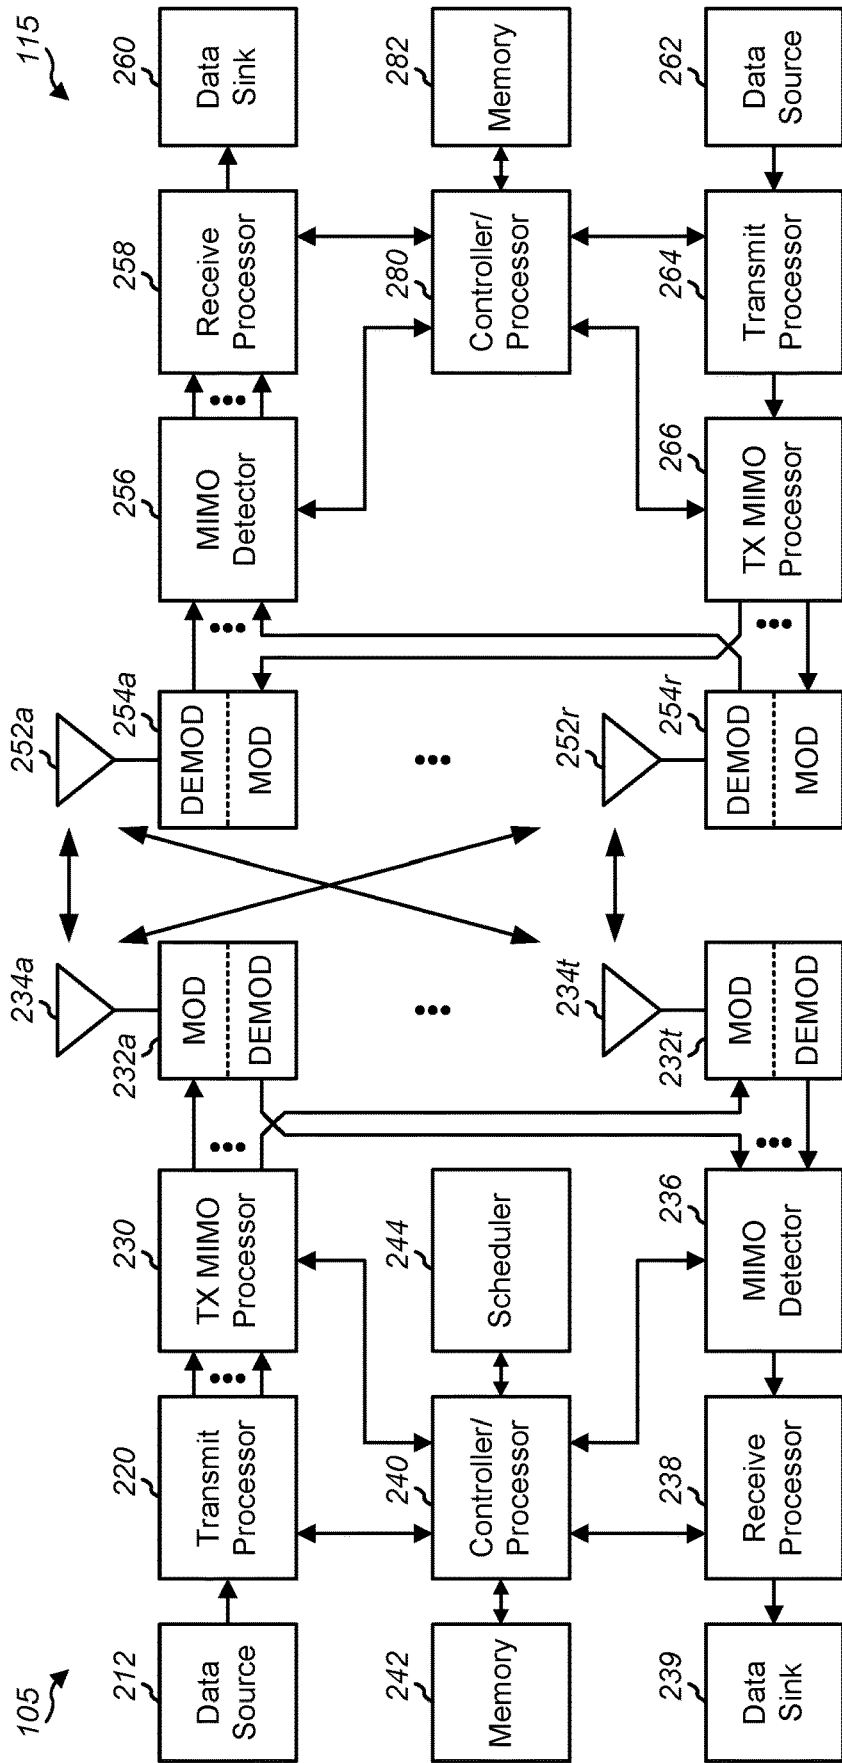 105
115
212
Data
Source
220
Transmit
Processor
230
TX MIMO
Processor
232a
MOD
DEMOD
234a
252a
254a
DEMOD
MOD
256
MIMO
Detector
258
Receive
Processor
260
Data
Sink
242
Memory
240
Controller/
Processor
244
Scheduler
280
Controller/
Processor
282
Memory
239
Data
Sink
238
Receive
Processor
236
MIMO
Detector
232t
MOD
DEMOD
234t
252r
254r
DEMOD
MOD
266
TX MIMO
Processor
264
Transmit
Processor
262
Data
Source